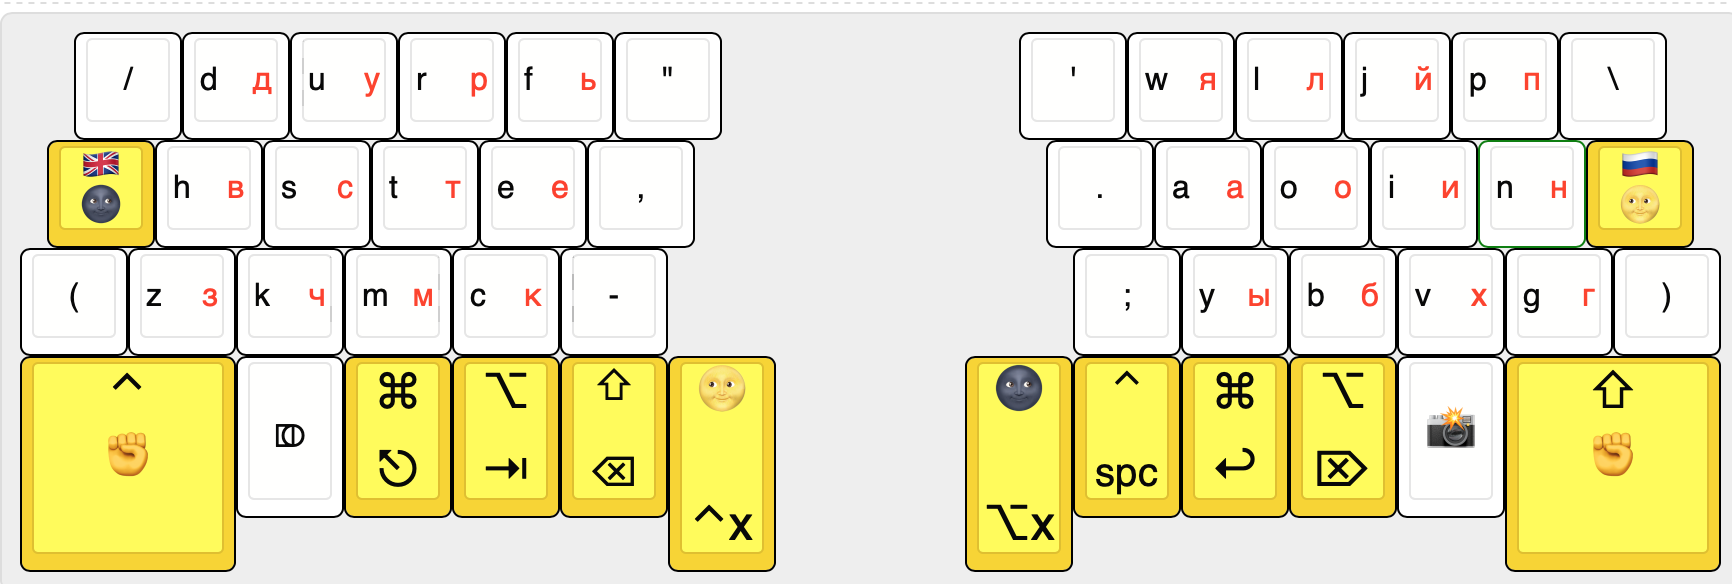 / d д u у r р f ь " ' w я l л j й p п \
h в s с t т e е , . a а o о i и n н
( z з k ч m м c к - ; y ы b б v х g г )
^ ⌘ ⌥ ⇧ ^ ⌘ ⌥ ⇧
⎋ ⇥ ⌫ spc ↩ ⌦
^x ⌥x